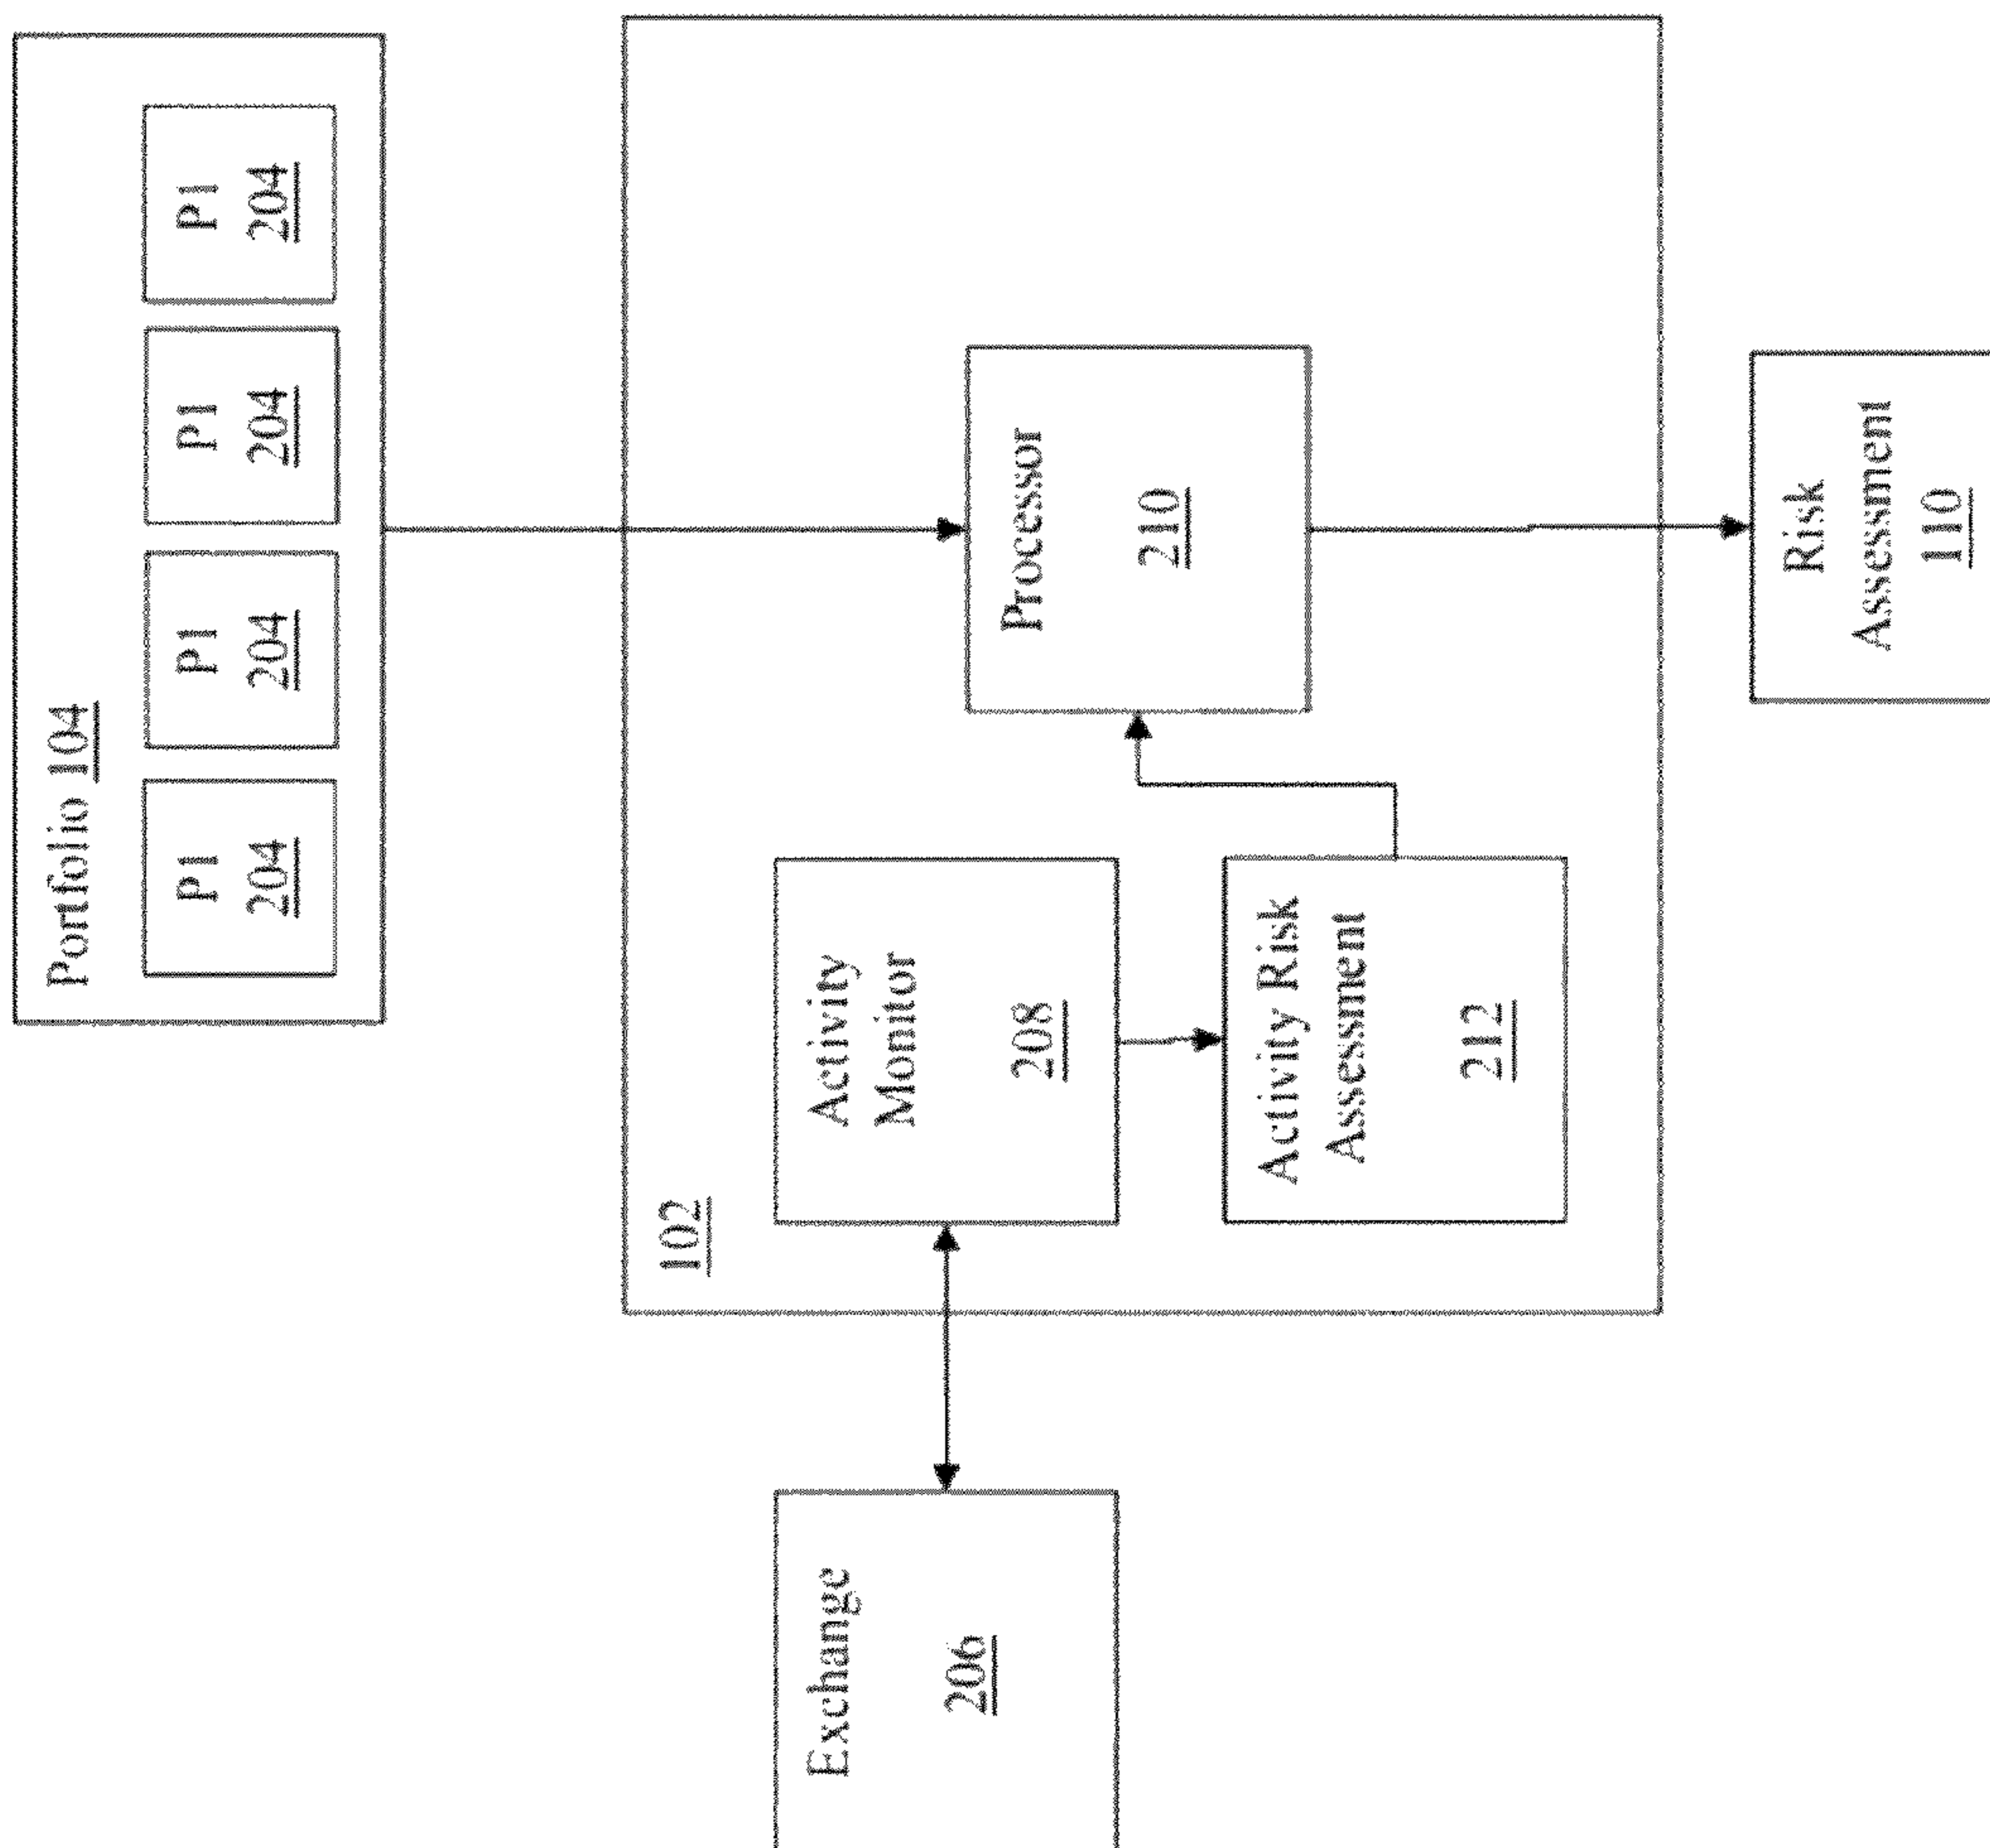 Portfolio 104
P1
204
P1
204
P1
204
P1
204
102
Exchange
206
Activity
Monitor
208
Activity Risk
Assessment
212
Processor
210
Risk
Assessment
110